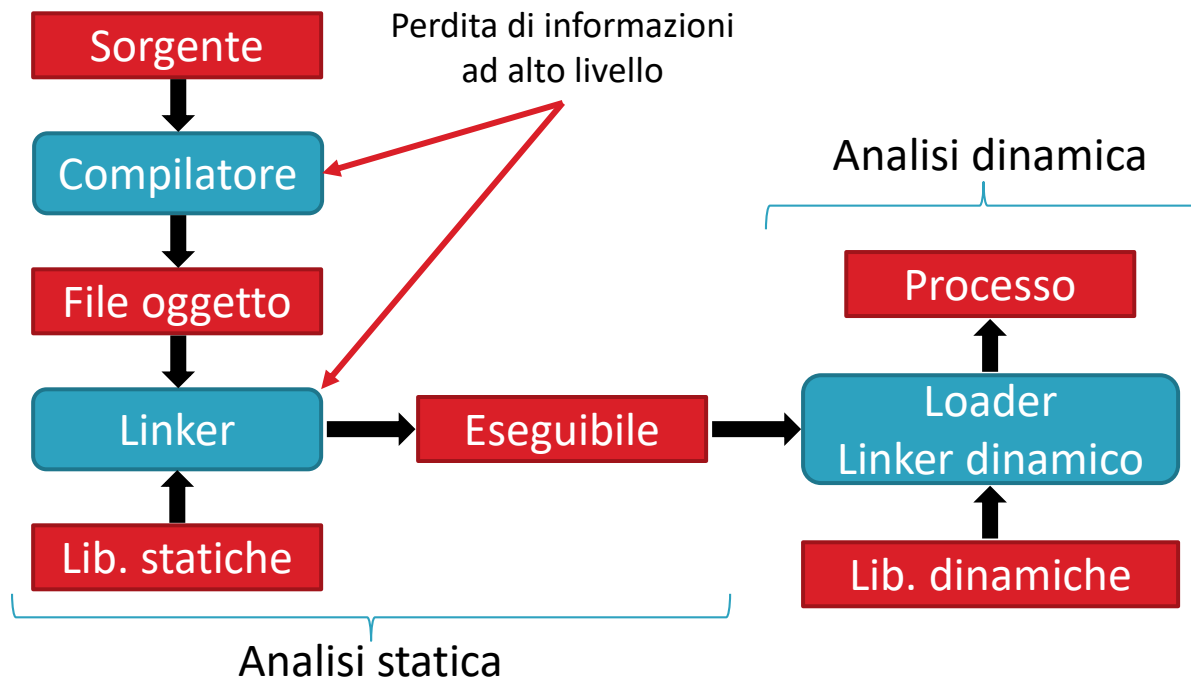 Sorgente
Perdita di informazioni
ad alto livello
Compilatore
Analisi dinamica
File oggetto
Processo
Linker
Eseguibile
Loader
Linker dinamico
Lib. statiche
Lib. dinamiche
Analisi statica